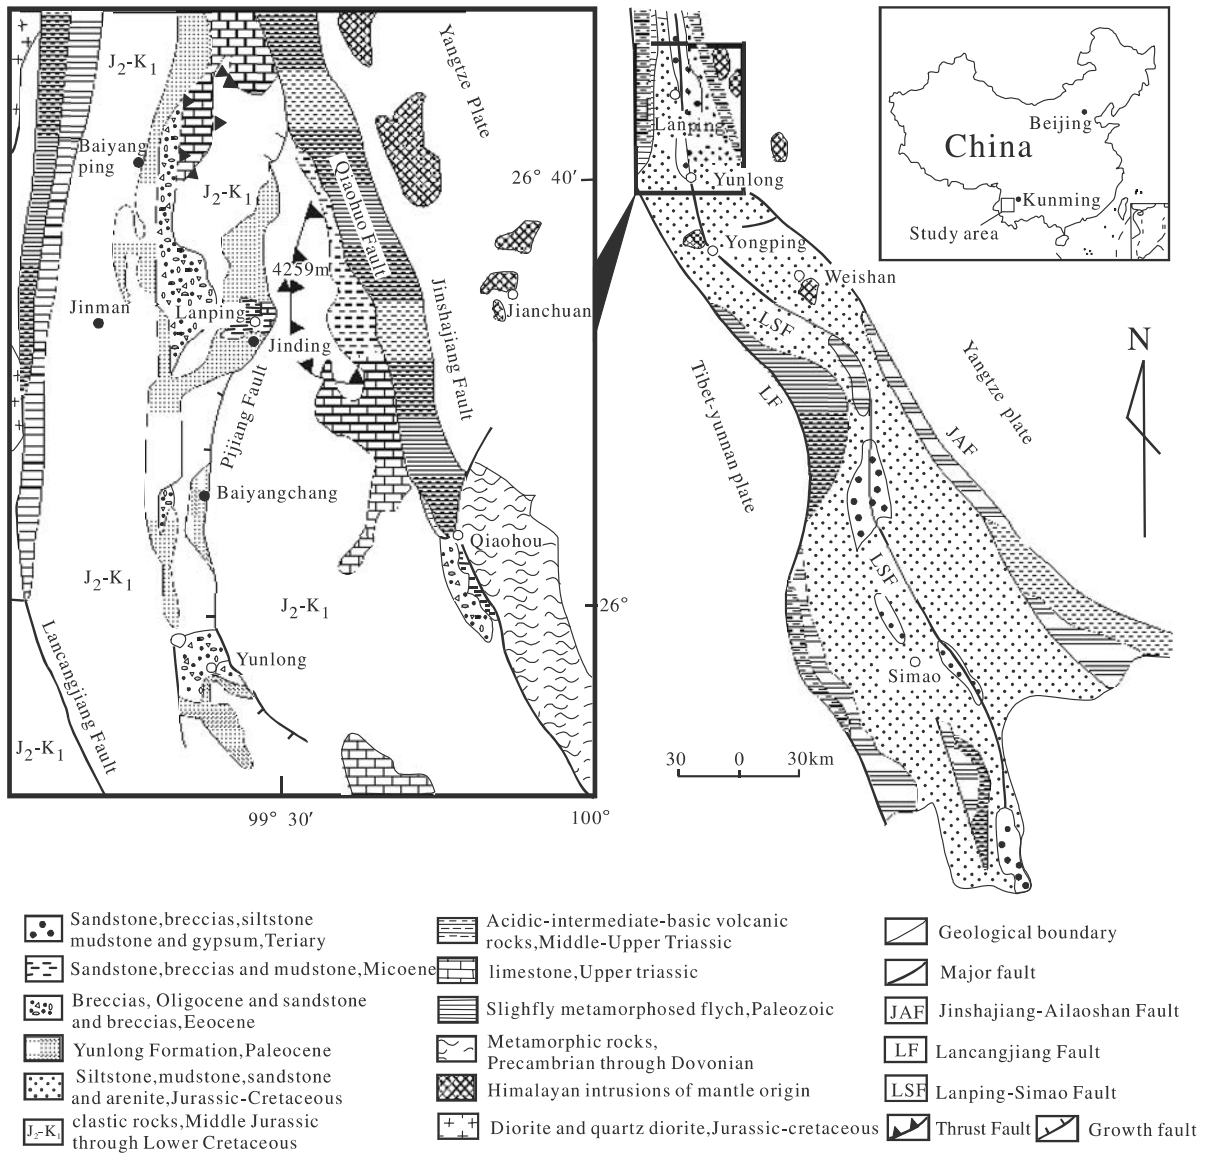 J2-K1
Yangtze Plate
Baiyang
ping
J2-K1
Qiaohuo Fault
26° 40′
4259m
Jinman
Lanping
Jinding
Jinshajiang Fault
Jianchuan
Pijiang Fault
Baiyangchang
Qiaohou
J2-K1
J2-K1
26°
Yunlong
Lancangjiang Fault
J2-K1
99° 30′
100°
Lanping
Yunlong
Yongping
Weishan
LSF
LF
Tibet-yunnan plate
Yangtze plate
JAF
LSF
Simao
N
30
0
30km
China
Beijing
Kunming
Study area
Sandstone,breccias,siltstone
mudstone and gypsum,Teriary
Sandstone,breccias and mudstone,Micoene
Breccias, Oligocene and sandstone
and breccias,Eeocene
Yunlong Formation,Paleocene
Siltstone,mudstone,sandstone
and arenite,Jurassic-Cretaceous
J2-K1
clastic rocks,Middle Jurassic
through Lower Cretaceous
Acidic-intermediate-basic volcanic
rocks,Middle-Upper Triassic
limestone,Upper triassic
Slighfly metamorphosed flych,Paleozoic
Metamorphic rocks,
Precambrian through Dovonian
Himalayan intrusions of mantle origin
Diorite and quartz diorite,Jurassic-cretaceous
Geological boundary
Major fault
JAF Jinshajiang-Ailaoshan Fault
LF Lancangjiang Fault
LSF Lanping-Simao Fault
Thrust Fault
Growth fault